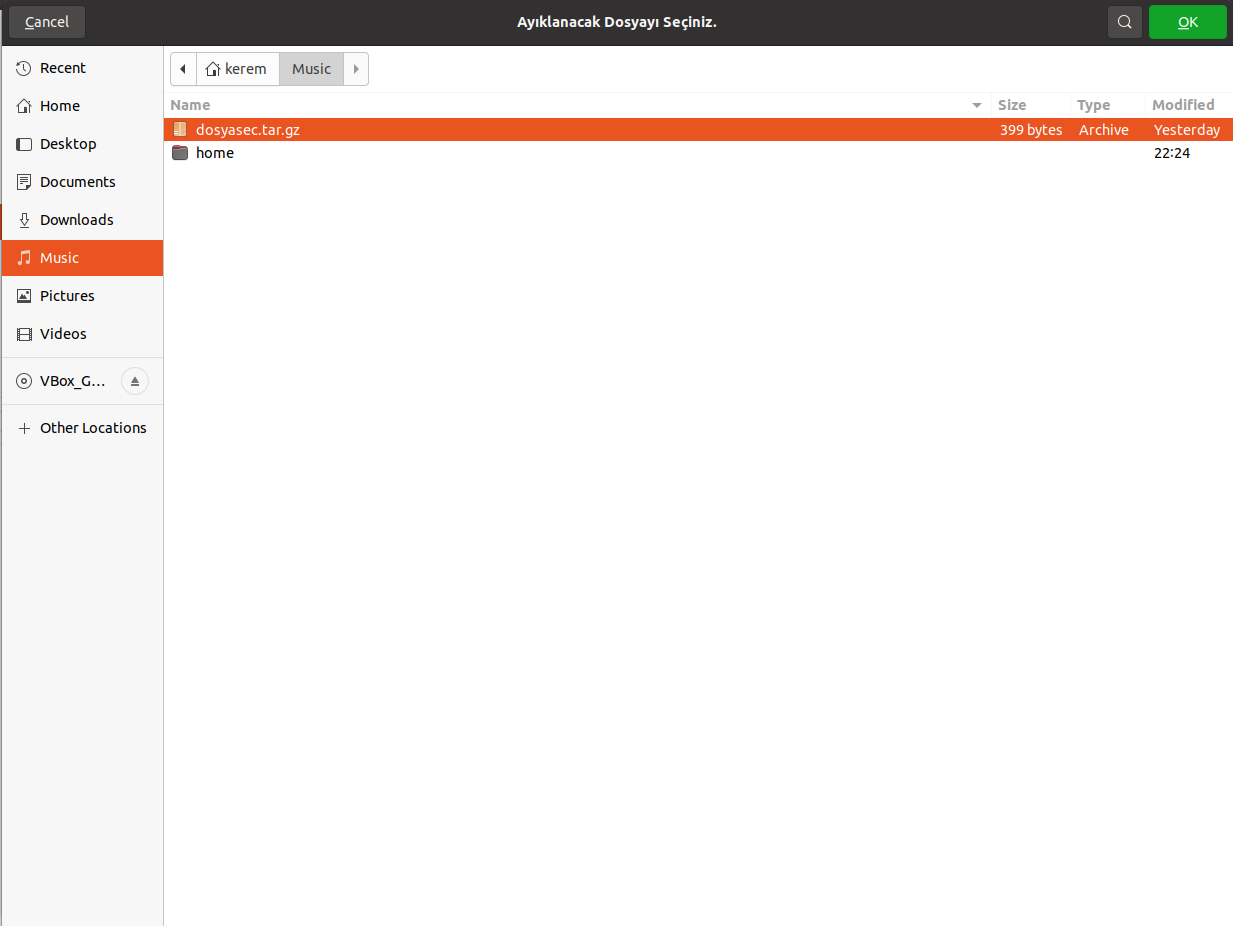 Cancel
Ayıklanacak Dosyayı Seçiniz.
OK
Recent
Home
Desktop
Documents
Downloads
Music
Pictures
Videos
VBox_G...
Other Locations
kerem Music
Name Size Type Modified
dosyasec.tar.gz 399 bytes Archive Yesterday
home 22:24